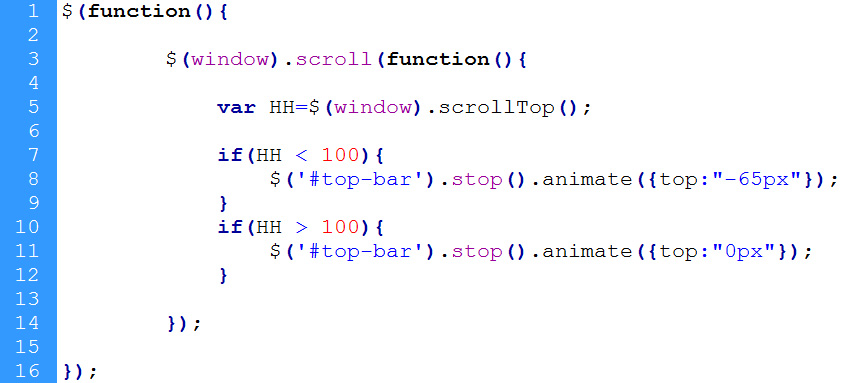 1 $(function(){
2
3 $(window).scroll(function(){
4
5 var HH=$(window).scrollTop();
6
7 if(HH < 100){
8 $('#top-bar').stop().animate({top:"-65px"});
9 }
10 if(HH > 100){
11 $('#top-bar').stop().animate({top:"0px"});
12 }
13
14 });
15
16 });